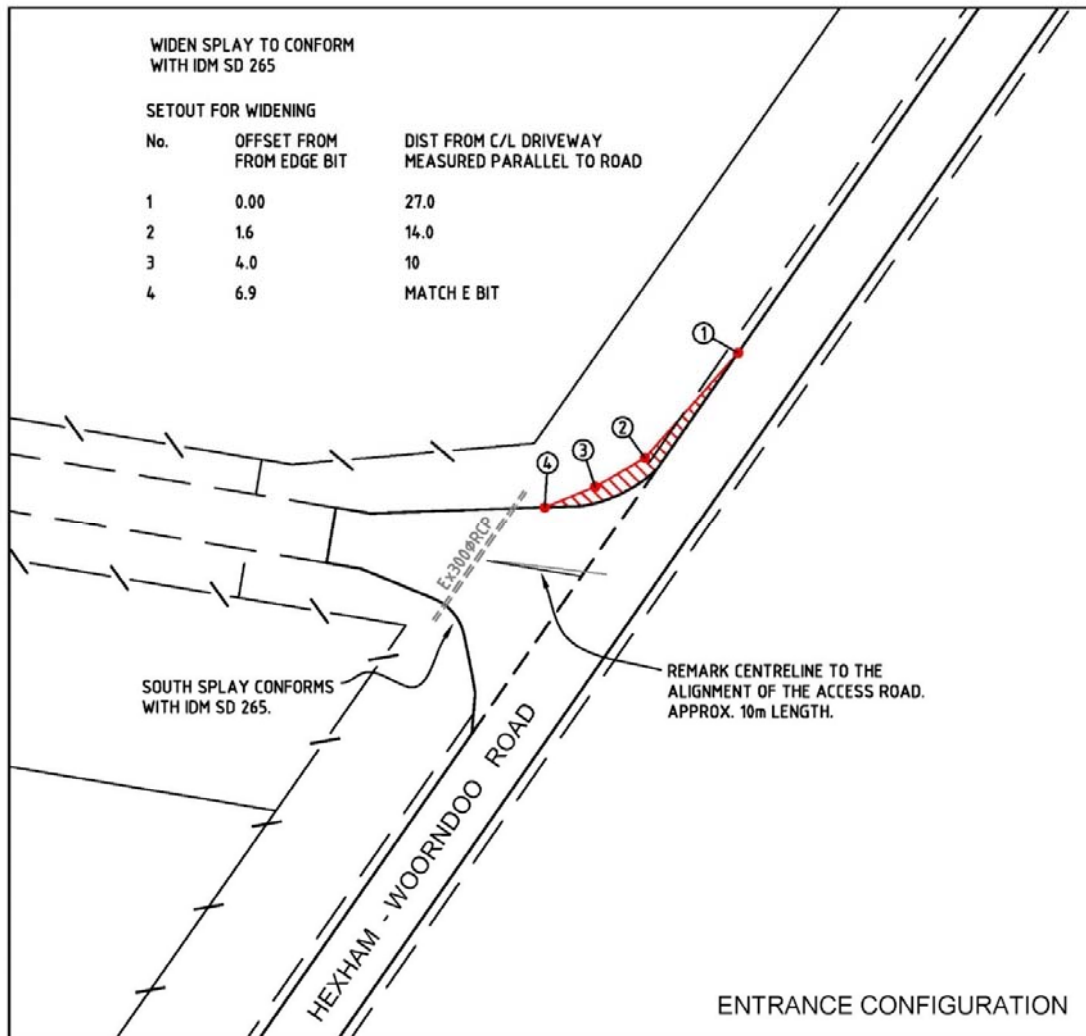 WIDEN SPLAY TO CONFORM
WITH IDM SD 265
SETOUT FOR WIDENING
No. OFFSET FROM DIST FROM C/L DRIVEWAY
FROM EDGE BIT MEASURED PARALLEL TO ROAD
1 0.00 27.0
2 1.6 14.0
3 4.0 10
4 6.9 MATCH E BIT
1
2
3
4
Ex300ϕRCP
SOUTH SPLAY CONFORMS
WITH IDM SD 265.
REMARK CENTRELINE TO THE
ALIGNMENT OF THE ACCESS ROAD.
APPROX. 10m LENGTH.
HEXHAM - WOORNDOO ROAD
ENTRANCE CONFIGURATION